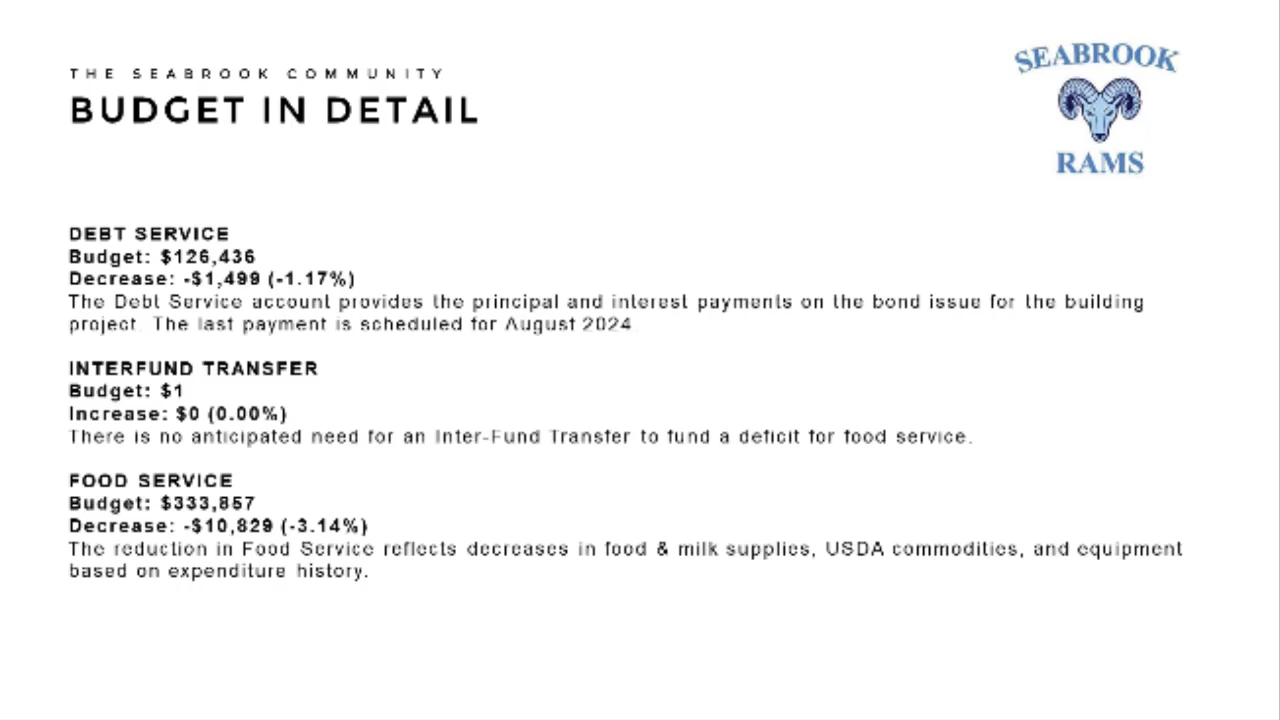 THE SEABROOK COMMUNITY
BUDGET IN DETAIL
SEABROOK
RAMS
DEBT SERVICE
Budget: $126,436
Decrease: -$1,499 (-1.17%)
The Debt Service account provides the principal and interest payments on the bond issue for the building
project. The last payment is scheduled for August 2024.
INTERFUND TRANSFER
Budget: $1
Increase: $0 (0.00%)
There is no anticipated need for an Inter-Fund Transfer to fund a deficit for food service.
FOOD SERVICE
Budget: $333,857
Decrease: -$10,829 (-3.14%)
The reduction in Food Service reflects decreases in food & milk supplies, USDA commodities, and equipment
based on expenditure history.